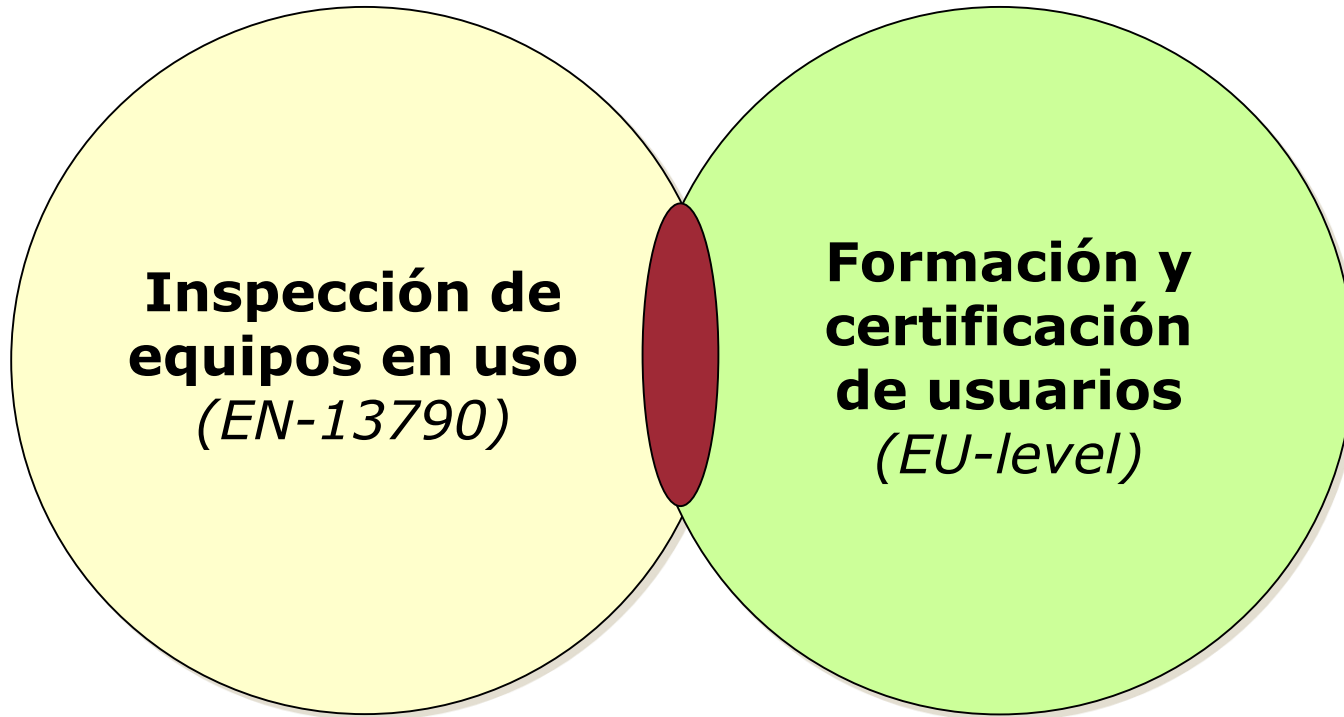 Inspección de
equipos en uso
(EN-13790)
Formación y
certificación
de usuarios
(EU-level)